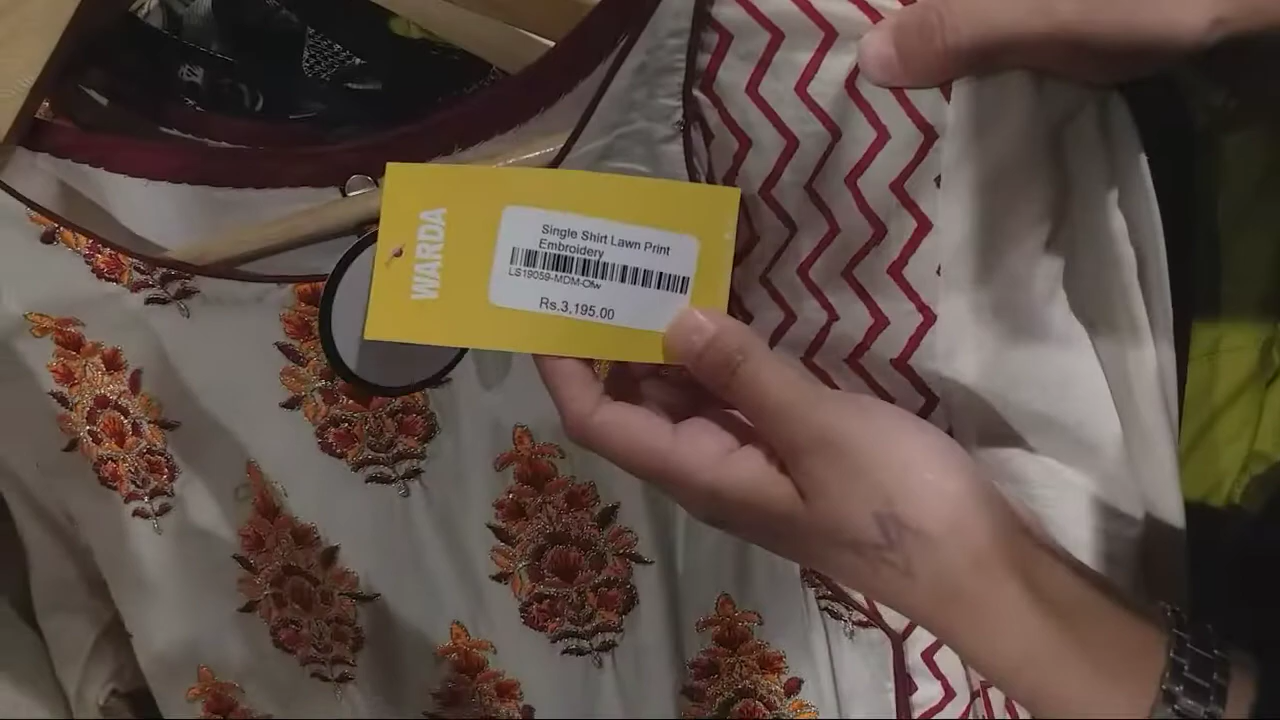 WARDA
Single Shirt Lawn Print
Embroidery
LS19059-MDM-Ofw
Rs.3,195.00